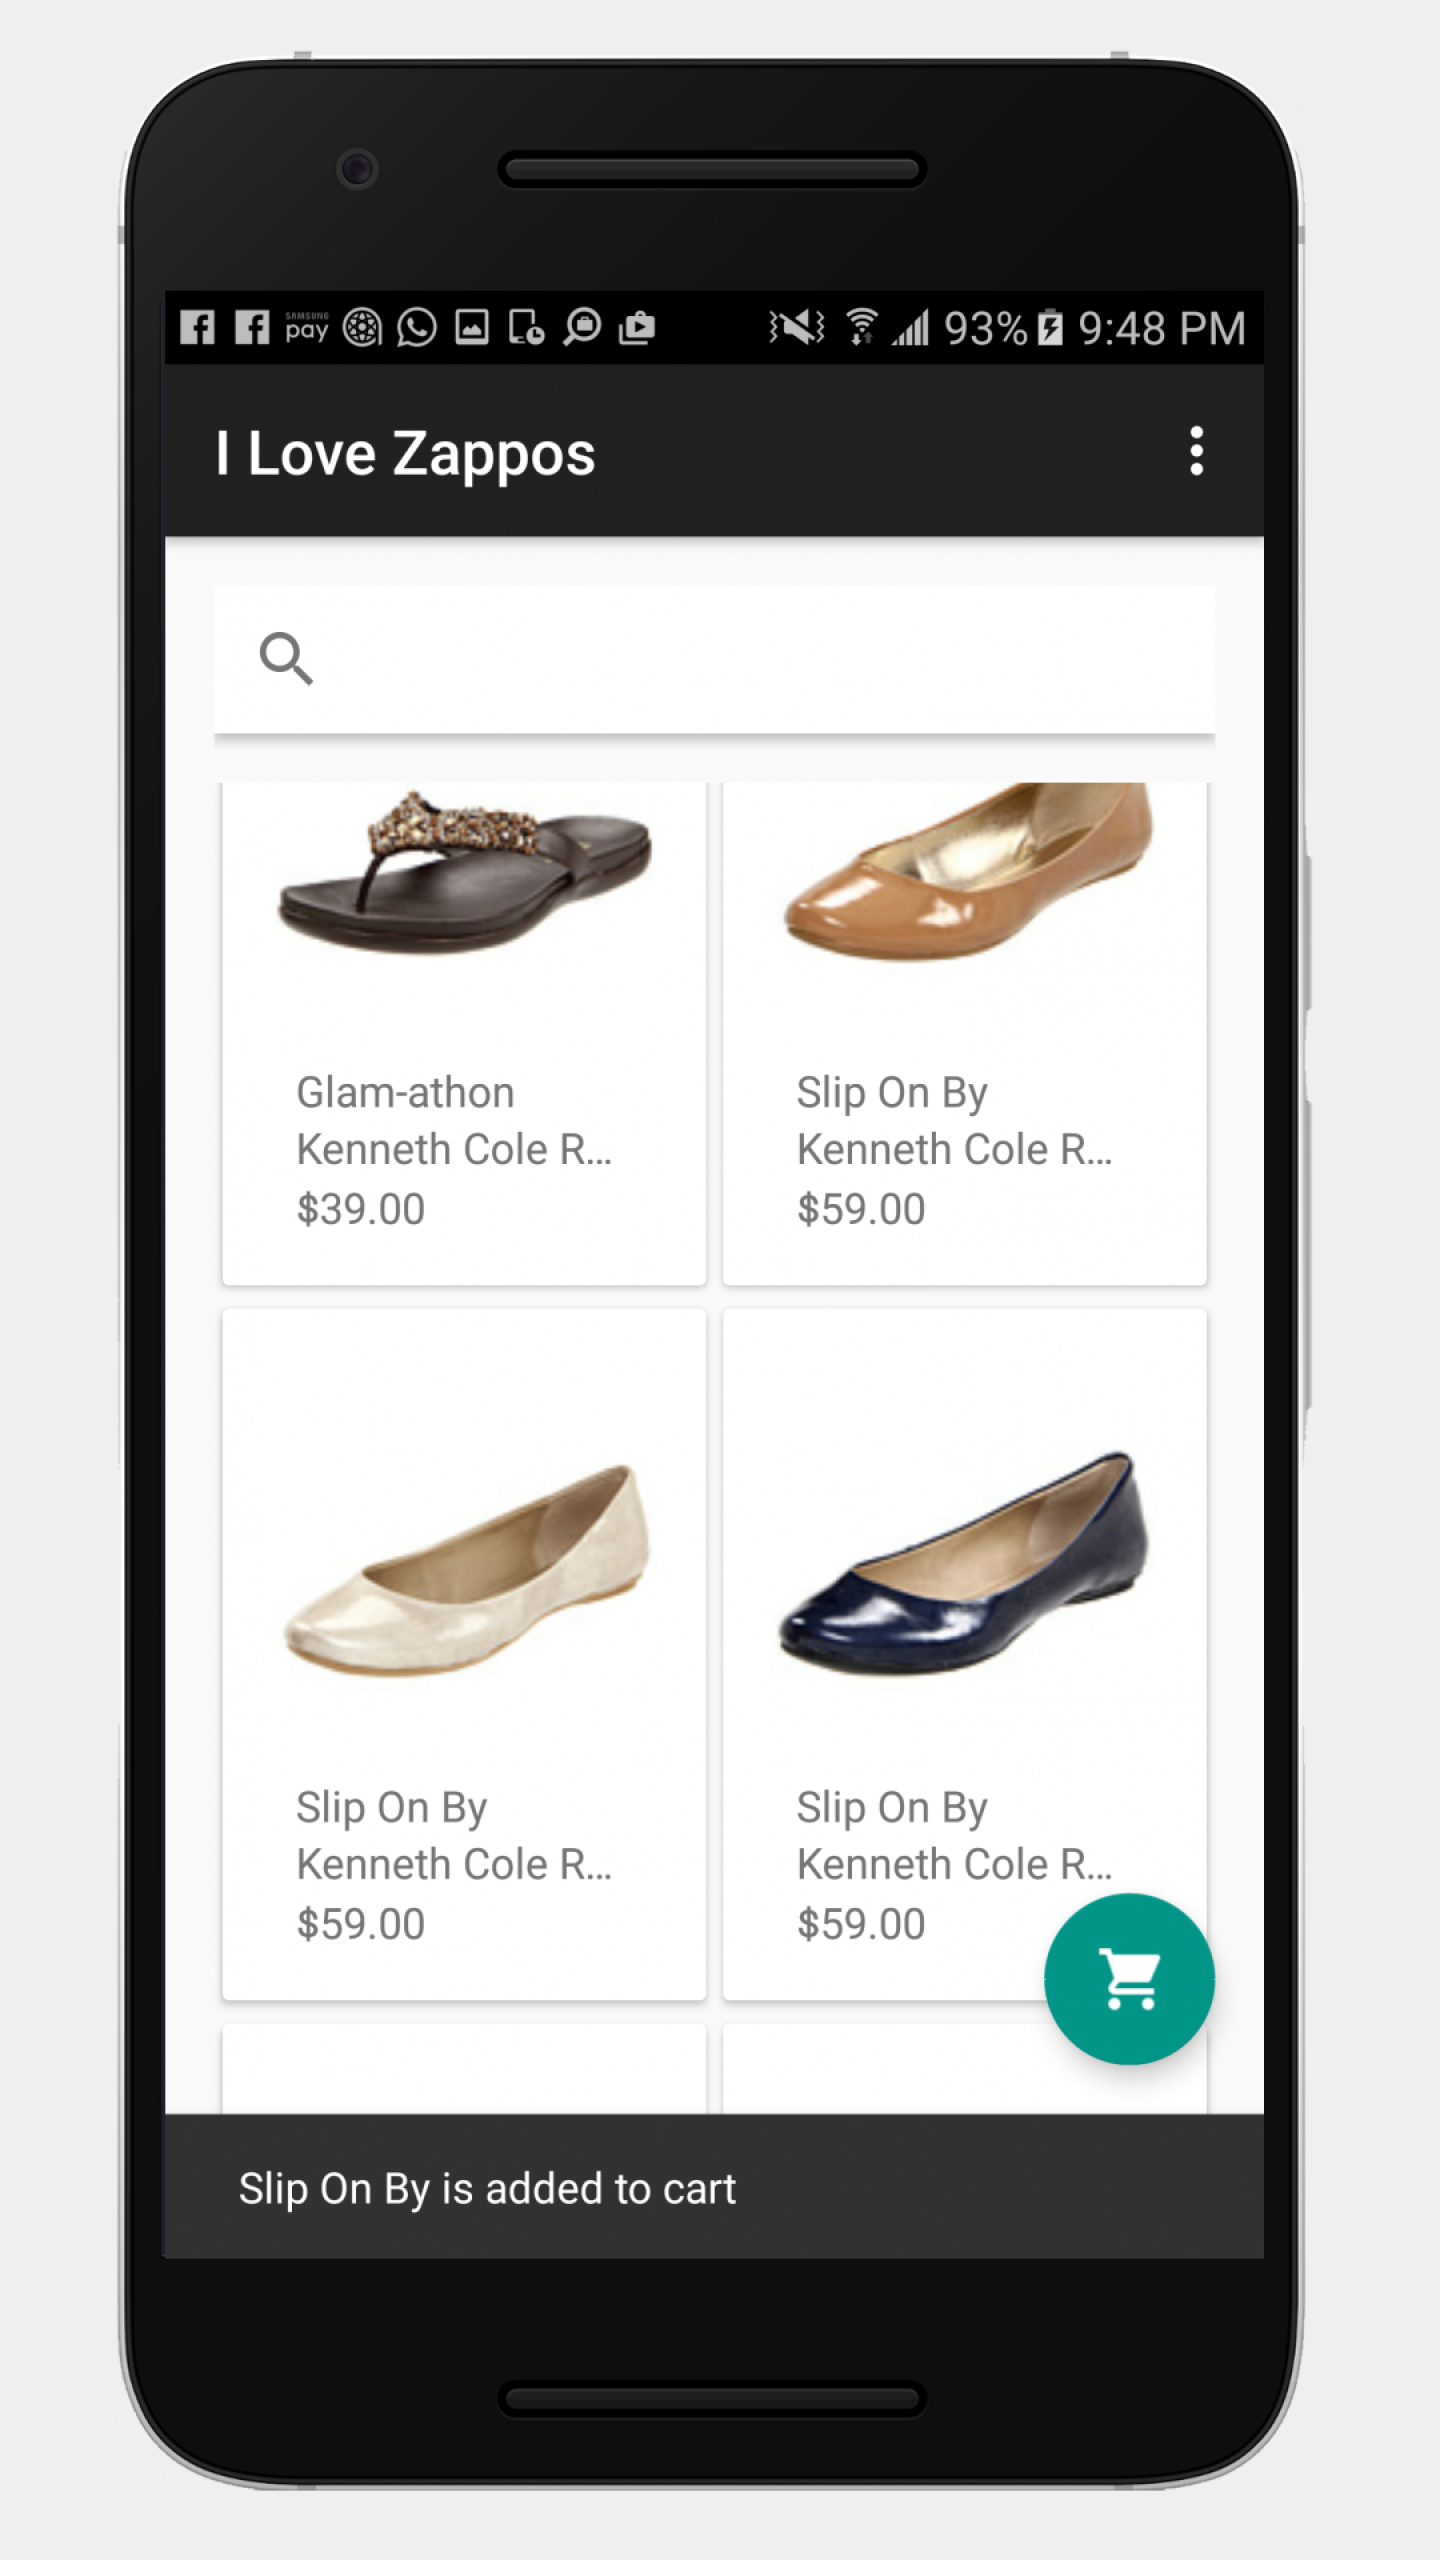 SAMSUNG
pay
93% 9:48 PM
I Love Zappos
Glam-athon
Kenneth Cole R...
$39.00
Slip On By
Kenneth Cole R...
$59.00
Slip On By
Kenneth Cole R...
$59.00
Slip On By
Kenneth Cole R...
$59.00
Slip On By is added to cart